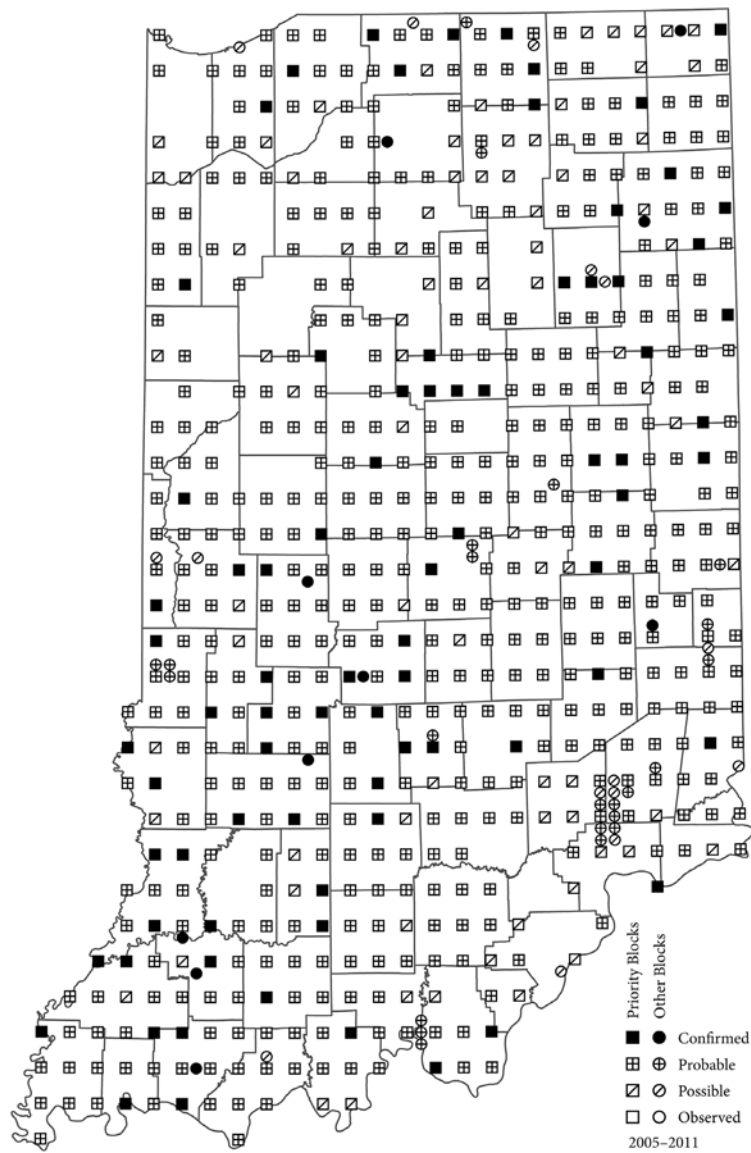 Priority Blocks
Other Blocks
Confirmed
Probable
Possible
Observed
2005–2011